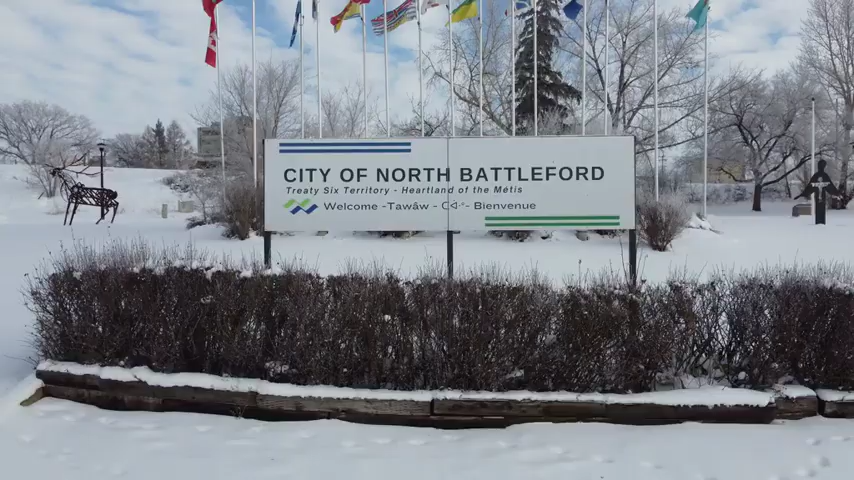 CITY OF NORTH BATTLEFORD
Treaty Six Territory - Heartland of the Métis
Welcome -Tawâw - - Bienvenue